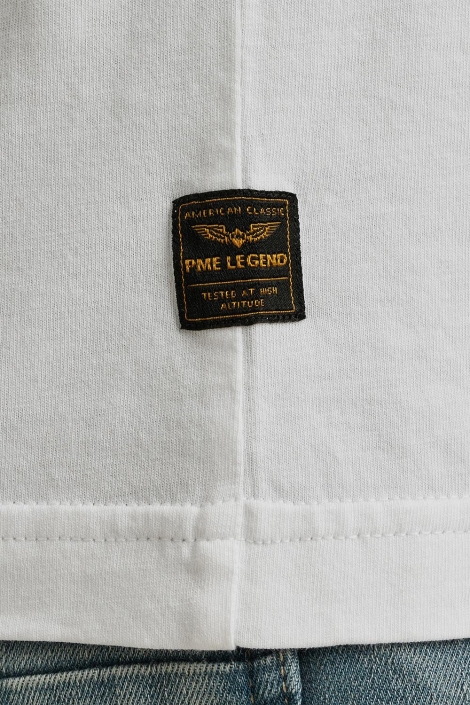 AMERICAN CLASSIC
PME LEGEND
TESTED AT HIGH
ALTITUDE